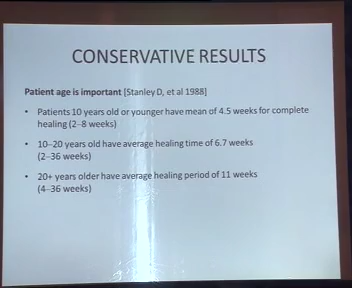 CONSERVATIVE RESULTS
Patient age is important [Stanley D, et al 1988]
• Patients 10 years old or younger have mean of 4.5 weeks for complete
healing (2-8 weeks)
• 10-20 years old have average healing time of 6.7 weeks
(2-36 weeks)
• 20+ years older have average healing period of 11 weeks
(4-36 weeks)